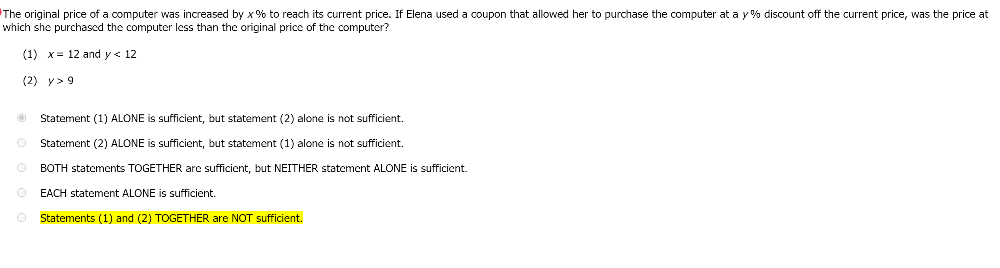 The original price of a computer was increased by x% to reach its current price. If Elena used a coupon that allowed her to purchase the computer at a y% discount off the current price, was the price at
which she purchased the computer less than the original price of the computer?
(1) x = 12 and y < 12
(2) y > 9
Statement (1) ALONE is sufficient, but statement (2) alone is not sufficient.
Statement (2) ALONE is sufficient, but statement (1) alone is not sufficient.
BOTH statements TOGETHER are sufficient, but NEITHER statement ALONE is sufficient.
EACH statement ALONE is sufficient.
Statements (1) and (2) TOGETHER are NOT sufficient.